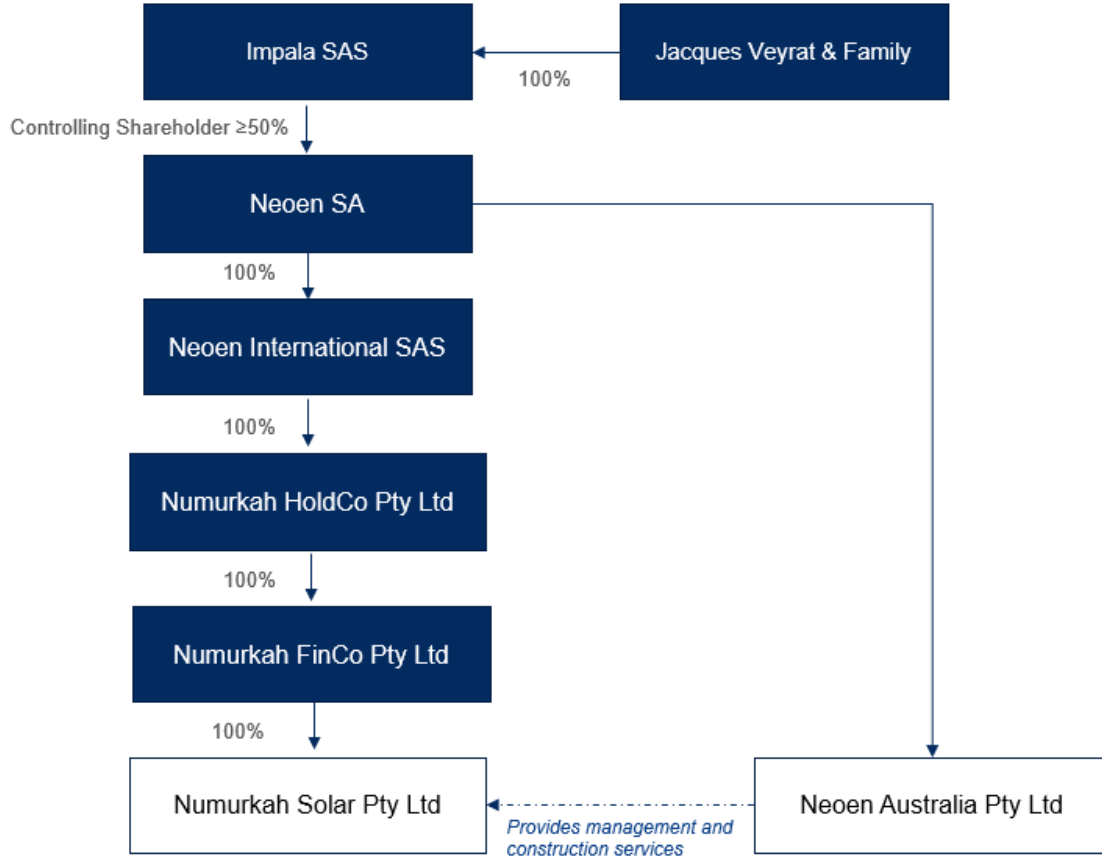 Impala SAS
Jacques Veyrat & Family
100%
Controlling Shareholder ≥50%
Neoen SA
100%
Neoen International SAS
100%
Numurkah HoldCo Pty Ltd
100%
Numurkah FinCo Pty Ltd
100%
Numurkah Solar Pty Ltd
Provides management and
construction services
Neoen Australia Pty Ltd